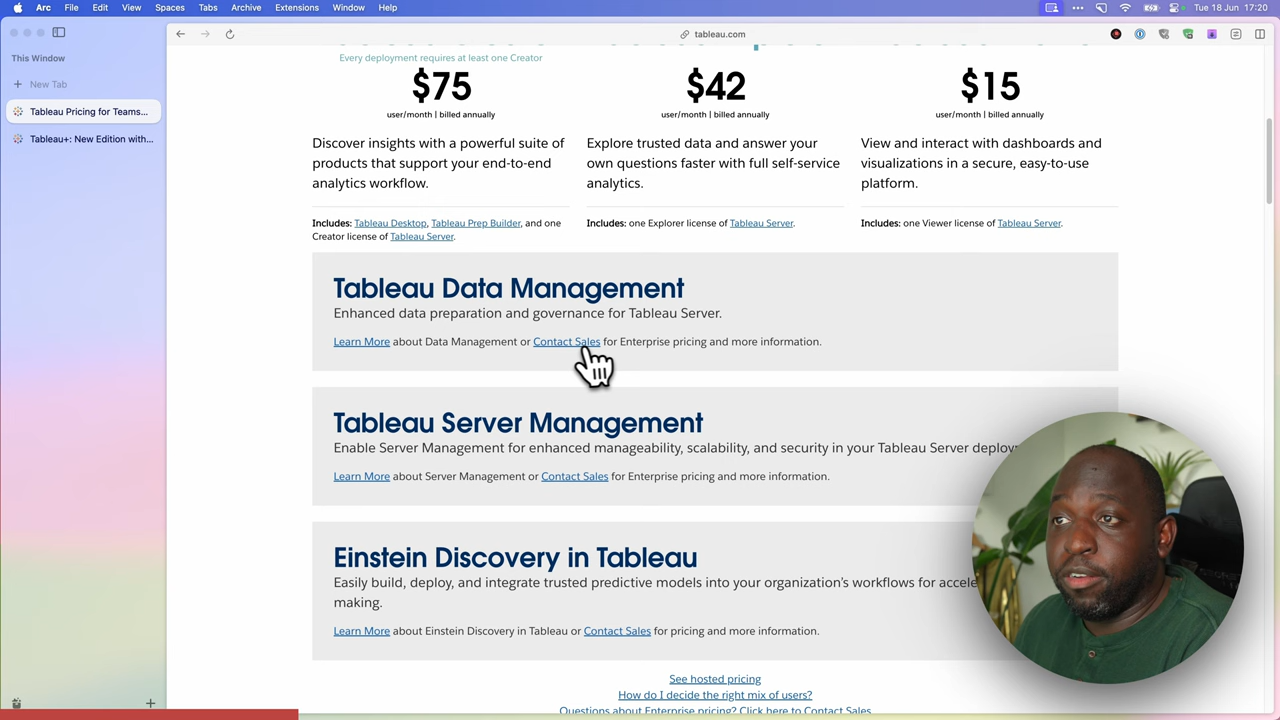 Arc File Edit View Spaces Tabs Archive Extensions Window Help
Tue 18 Jun 17:20
tableau.com
This Window
New Tab
Tableau Pricing for Teams...
Tableau+: New Edition with...
Every deployment requires at least one Creator
$75
user/month | billed annually
Discover insights with a powerful suite of
products that support your end-to-end
analytics workflow.
Includes: Tableau Desktop, Tableau Prep Builder, and one
Creator license of Tableau Server.
$42
user/month | billed annually
Explore trusted data and answer your
own questions faster with full self-service
analytics.
Includes: one Explorer license of Tableau Server.
$15
user/month | billed annually
View and interact with dashboards and
visualizations in a secure, easy-to-use
platform.
Includes: one Viewer license of Tableau Server.
Tableau Data Management
Enhanced data preparation and governance for Tableau Server.
Learn More about Data Management or Contact Sales for Enterprise pricing and more information.
Tableau Server Management
Enable Server Management for enhanced manageability, scalability, and security in your Tableau Server
Learn More about Server Management or Contact Sales for Enterprise pricing and more information.
Einstein Discovery in Tableau
Easily build, deploy, and integrate trusted predictive models into your organization's workflows for
making.
Learn More about Einstein Discovery in Tableau or Contact Sales for pricing and more information.
See hosted pricing
How do I decide the right mix of users?
Questions about Enterprise pricing? Click here to Contact Sales